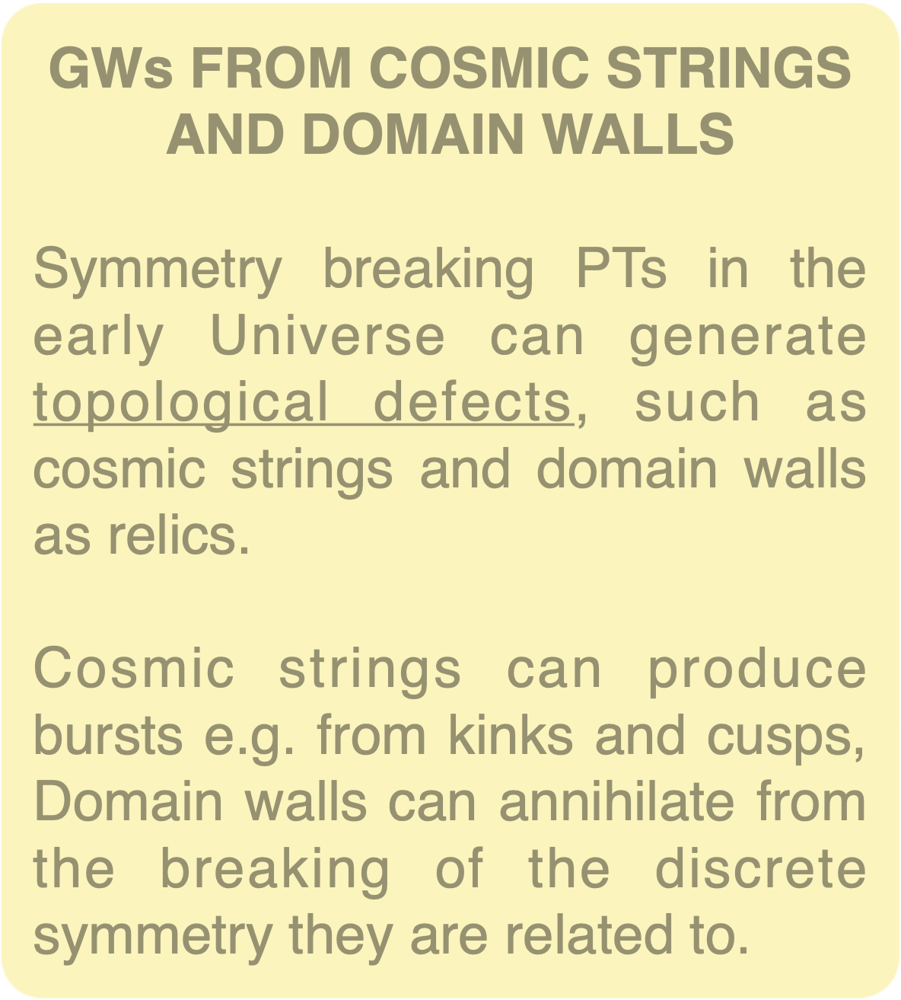 GWs FROM COSMIC STRINGS
AND DOMAIN WALLS
Symmetry breaking PTs in the
early Universe can generate
topological defects, such as
cosmic strings and domain walls
as relics.
Cosmic strings can produce
bursts e.g. from kinks and cusps,
Domain walls can annihilate from
the breaking of the discrete
symmetry they are related to.